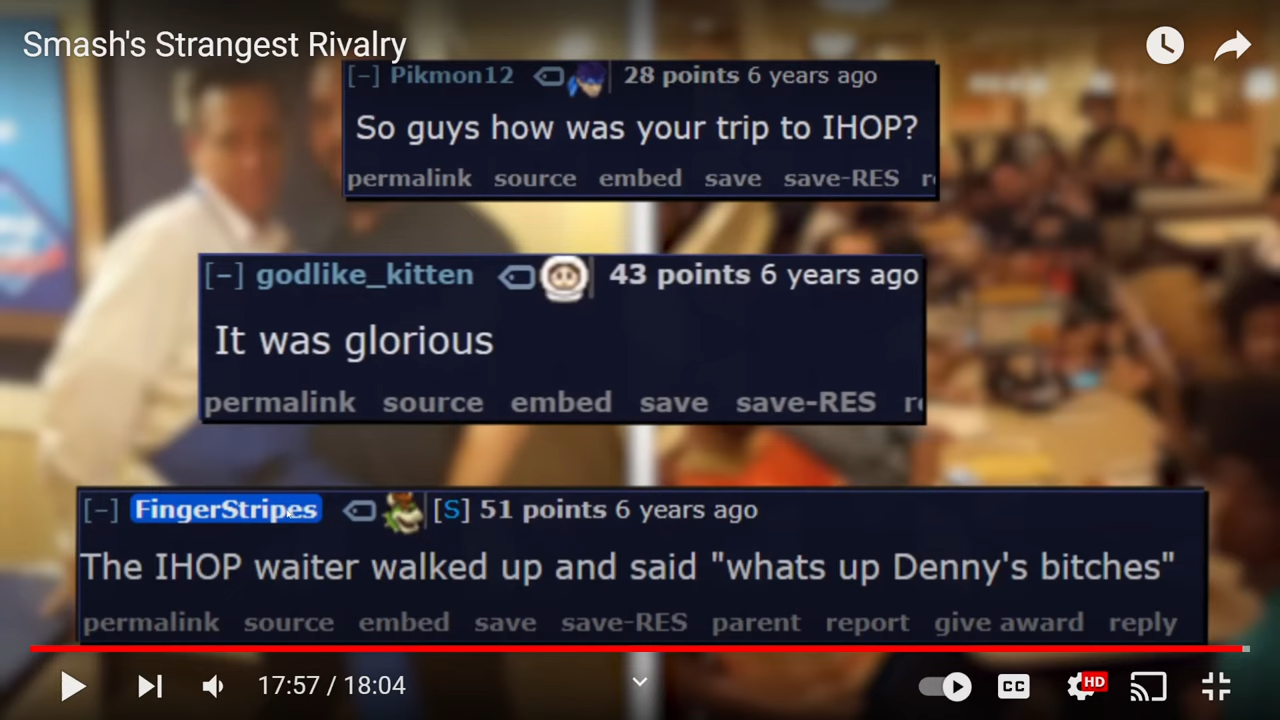 Smash's Strangest Rivalry
[-] Pikmon12 28 points 6 years ago
So guys how was your trip to IHOP?
permalink source embed save save-RES
[-] godlike_kitten 43 points 6 years ago
It was glorious
permalink source embed save save-RES
[-] FingerStripes [S] 51 points 6 years ago
The IHOP waiter walked up and said "whats up Denny's bitches"
permalink source embed save save-RES parent report give award reply
17:57 / 18:04 CC HD